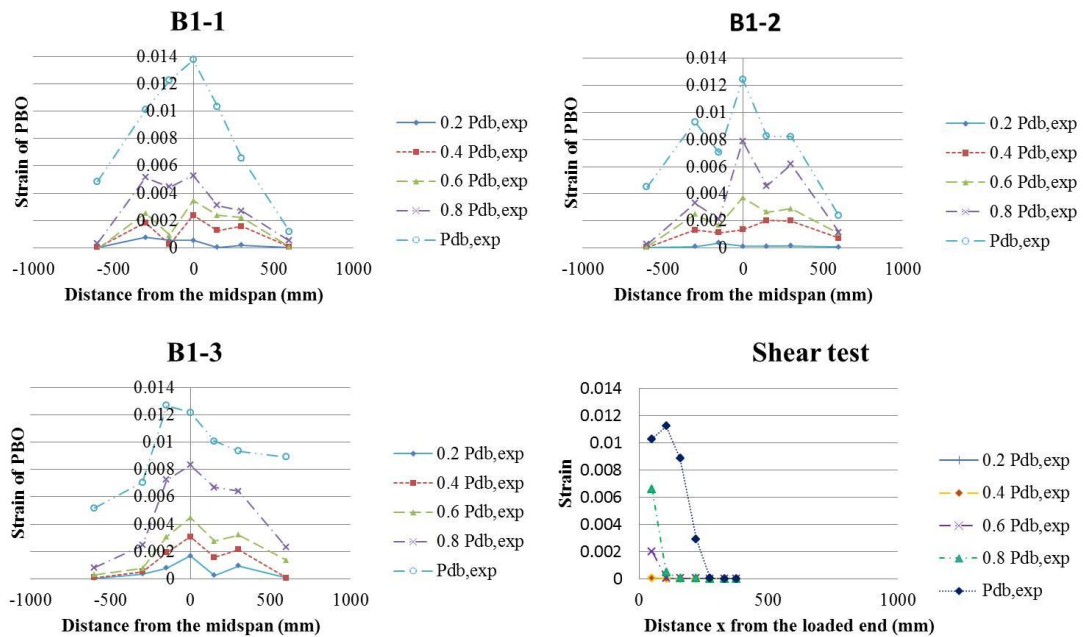 B1-1
0.014
0.012
0.01
0.008
0.006
0.004
0.002
0
Strain of PBO
-1000
-500
0
500
1000
Distance from the midspan (mm)
0.2 Pdb,exp
0.4 Pdb,exp
0.6 Pdb,exp
0.8 Pdb,exp
Pdb,exp
B1-2
0.014
0.012
0.01
0.008
0.006
0.004
0.002
0
Strain of PBO
-1000
-500
0
500
1000
Distance from the midspan (mm)
0.2 Pdb,exp
0.4 Pdb,exp
0.6 Pdb,exp
0.8 Pdb,exp
Pdb,exp
B1-3
0.014
0.012
0.01
0.008
0.006
0.004
0.002
0
Strain of PBO
-1000
-500
0
500
1000
Distance from the midspan (mm)
0.2 Pdb,exp
0.4 Pdb,exp
0.6 Pdb,exp
0.8 Pdb,exp
Pdb,exp
Shear test
0.014
0.012
0.01
0.008
0.006
0.004
0.002
0
Strain
0
500
1000
Distance x from the loaded end (mm)
0.2 Pdb,exp
0.4 Pdb,exp
0.6 Pdb,exp
0.8 Pdb,exp
Pdb,exp